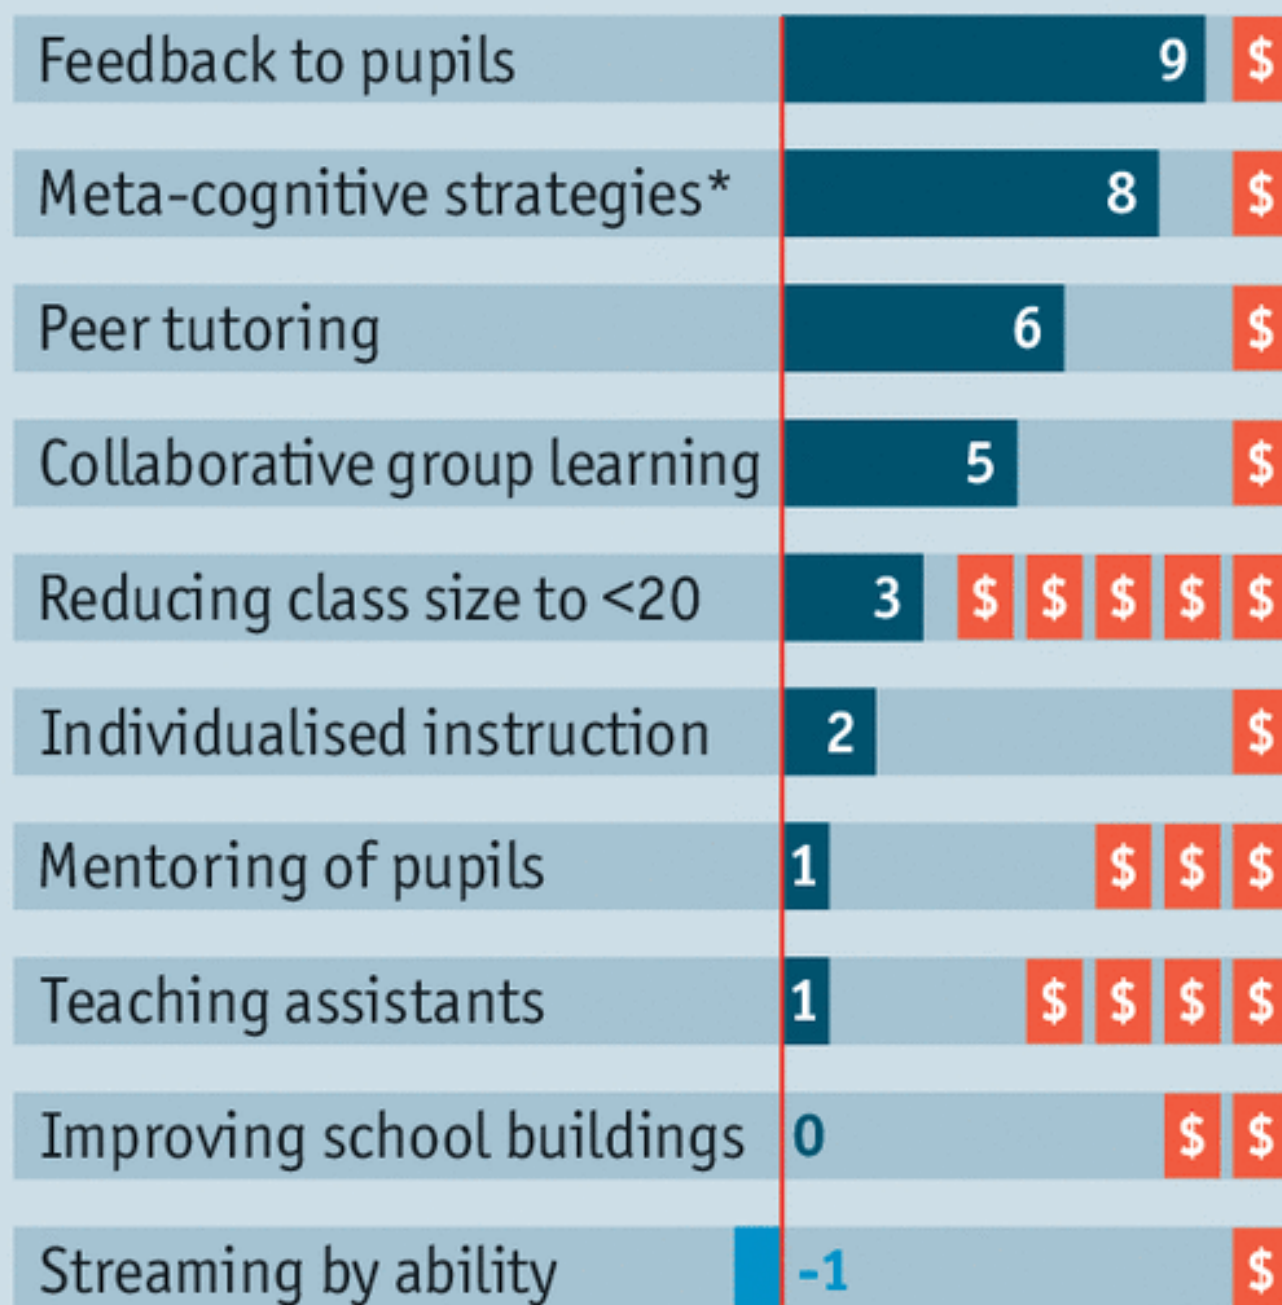 Feedback to pupils 9 $
Meta-cognitive strategies* 8 $
Peer tutoring 6 $
Collaborative group learning 5 $
Reducing class size to <20 3 $ $ $ $ $
Individualised instruction 2 $
Mentoring of pupils 1 $ $ $
Teaching assistants 1 $ $ $ $
Improving school buildings 0 $ $
Streaming by ability -1 $